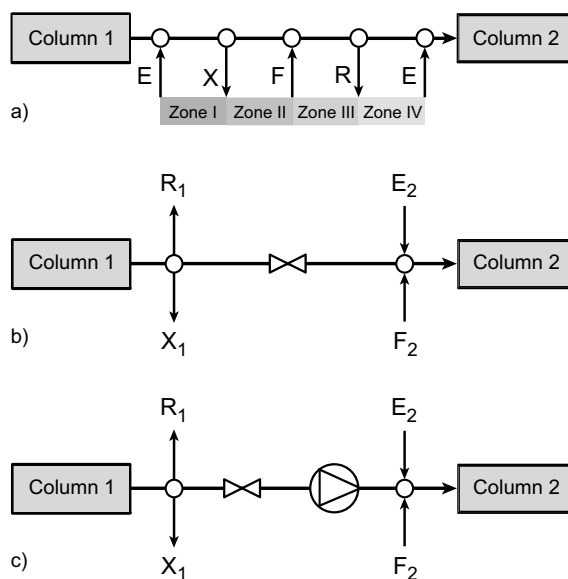 Column 1 Column 2
E X F R E
a) Zone I Zone II Zone III Zone IV
R1 E2
Column 1 Column 2
b) X1 F2
R1 E2
Column 1 Column 2
c) X1 F2